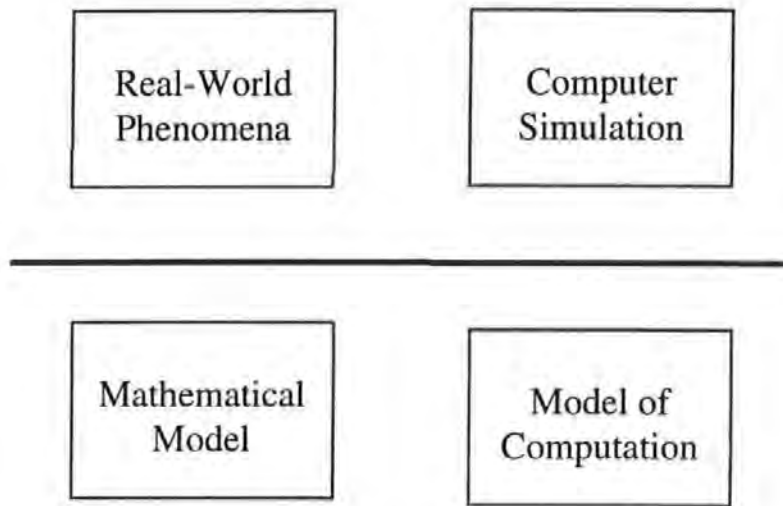 Real-World
Phenomena
Computer
Simulation
Mathematical
Model
Model of
Computation